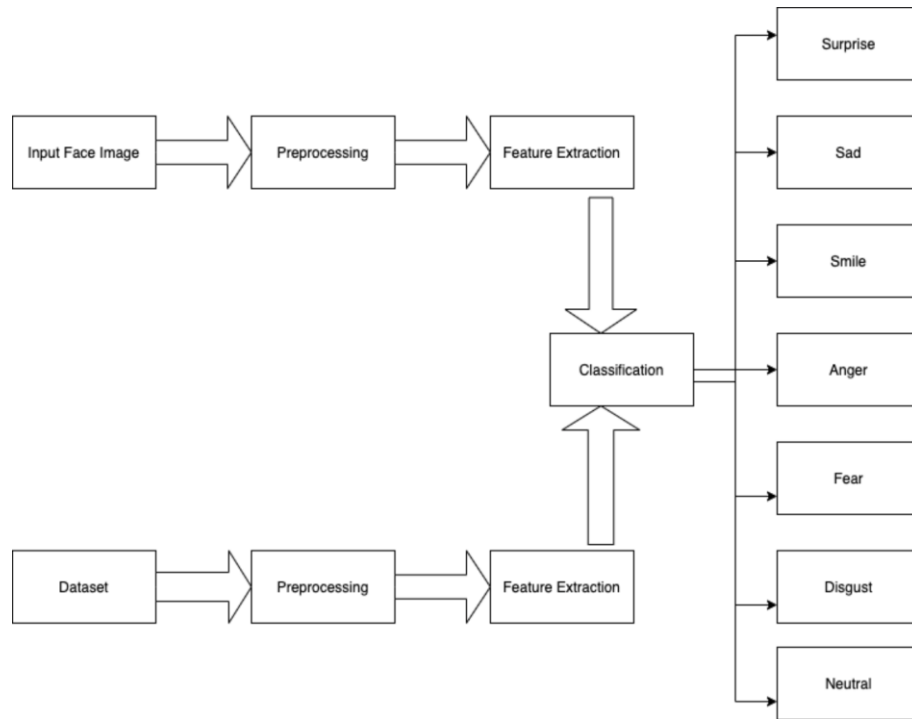 Surprise
Input Face Image
Preprocessing
Feature Extraction
Sad
Smile
Classification
Anger
Fear
Dataset
Preprocessing
Feature Extraction
Disgust
Neutral